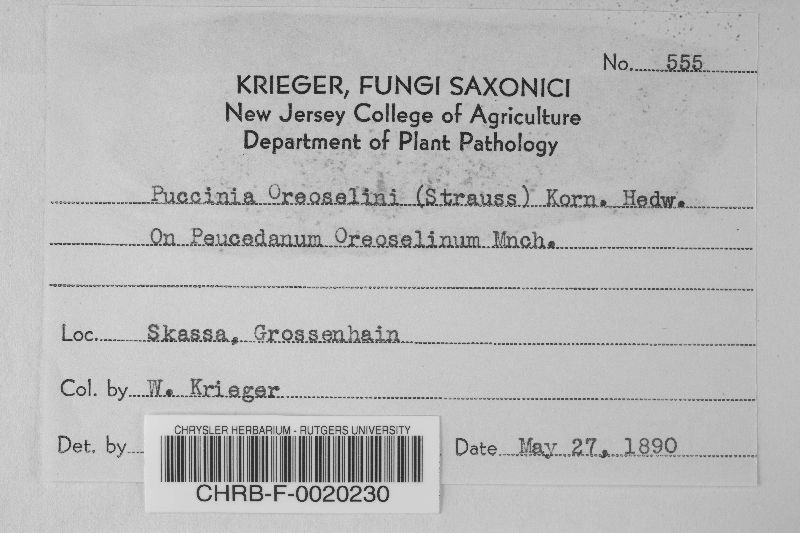 No. 555
KRIEGER, FUNGI SAXONICI
New Jersey College of Agriculture
Department of Plant Pathology
Puccinia Oreoselini (Strauss) Korn. Hedw.
On Peucedanum Oreoselinum Mnch.
Loc. Skassa, Grossenhain
Col. by W. Krieger
Det. by Date May 27, 1890
CHRYSLER HERBARIUM - RUTGERS UNIVERSITY
CHRB-F-0020230